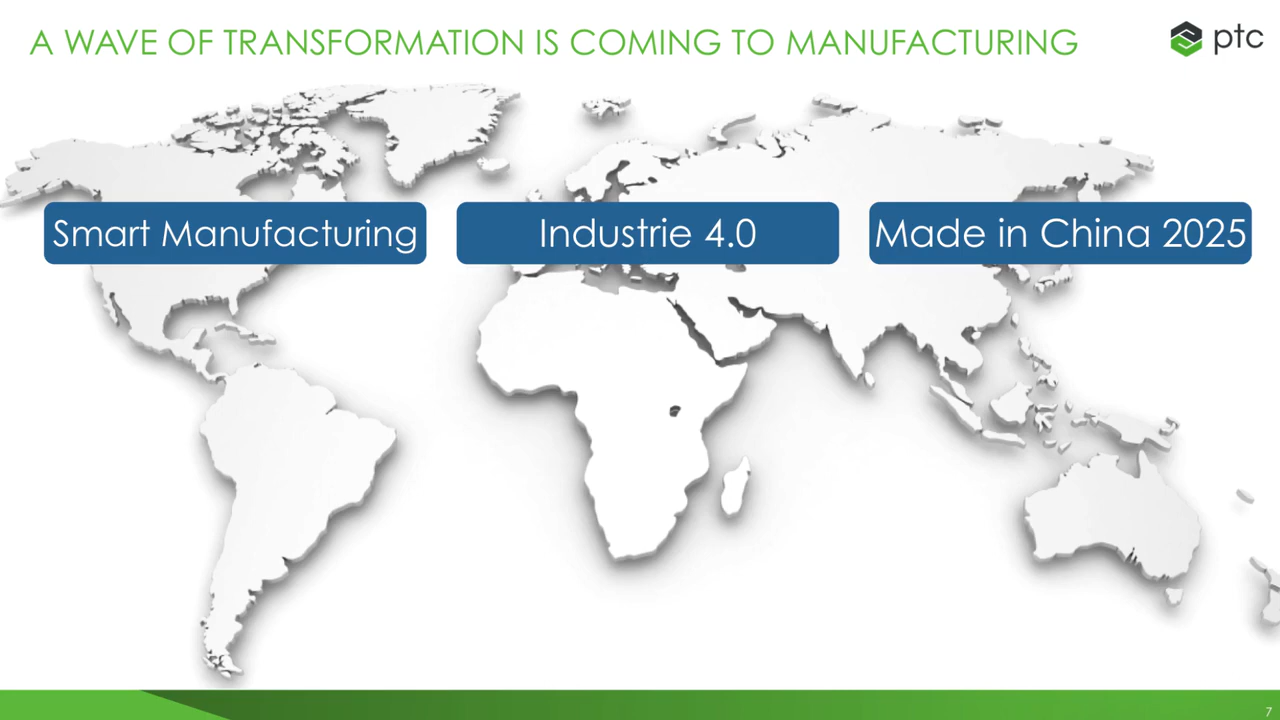 A WAVE OF TRANSFORMATION IS COMING TO MANUFACTURING
ptc
Smart Manufacturing
Industrie 4.0
Made in China 2025
7